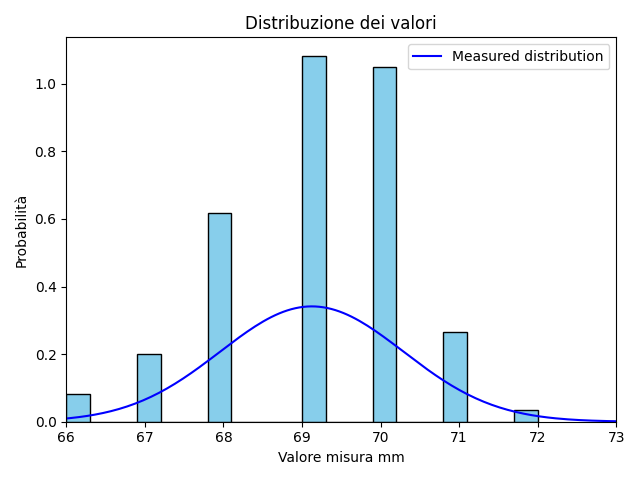 Distribuzione dei valori
Measured distribution
Probabilità
1.0
0.8
0.6
0.4
0.2
0.0
66 67 68 69 70 71 72 73
Valore misura mm